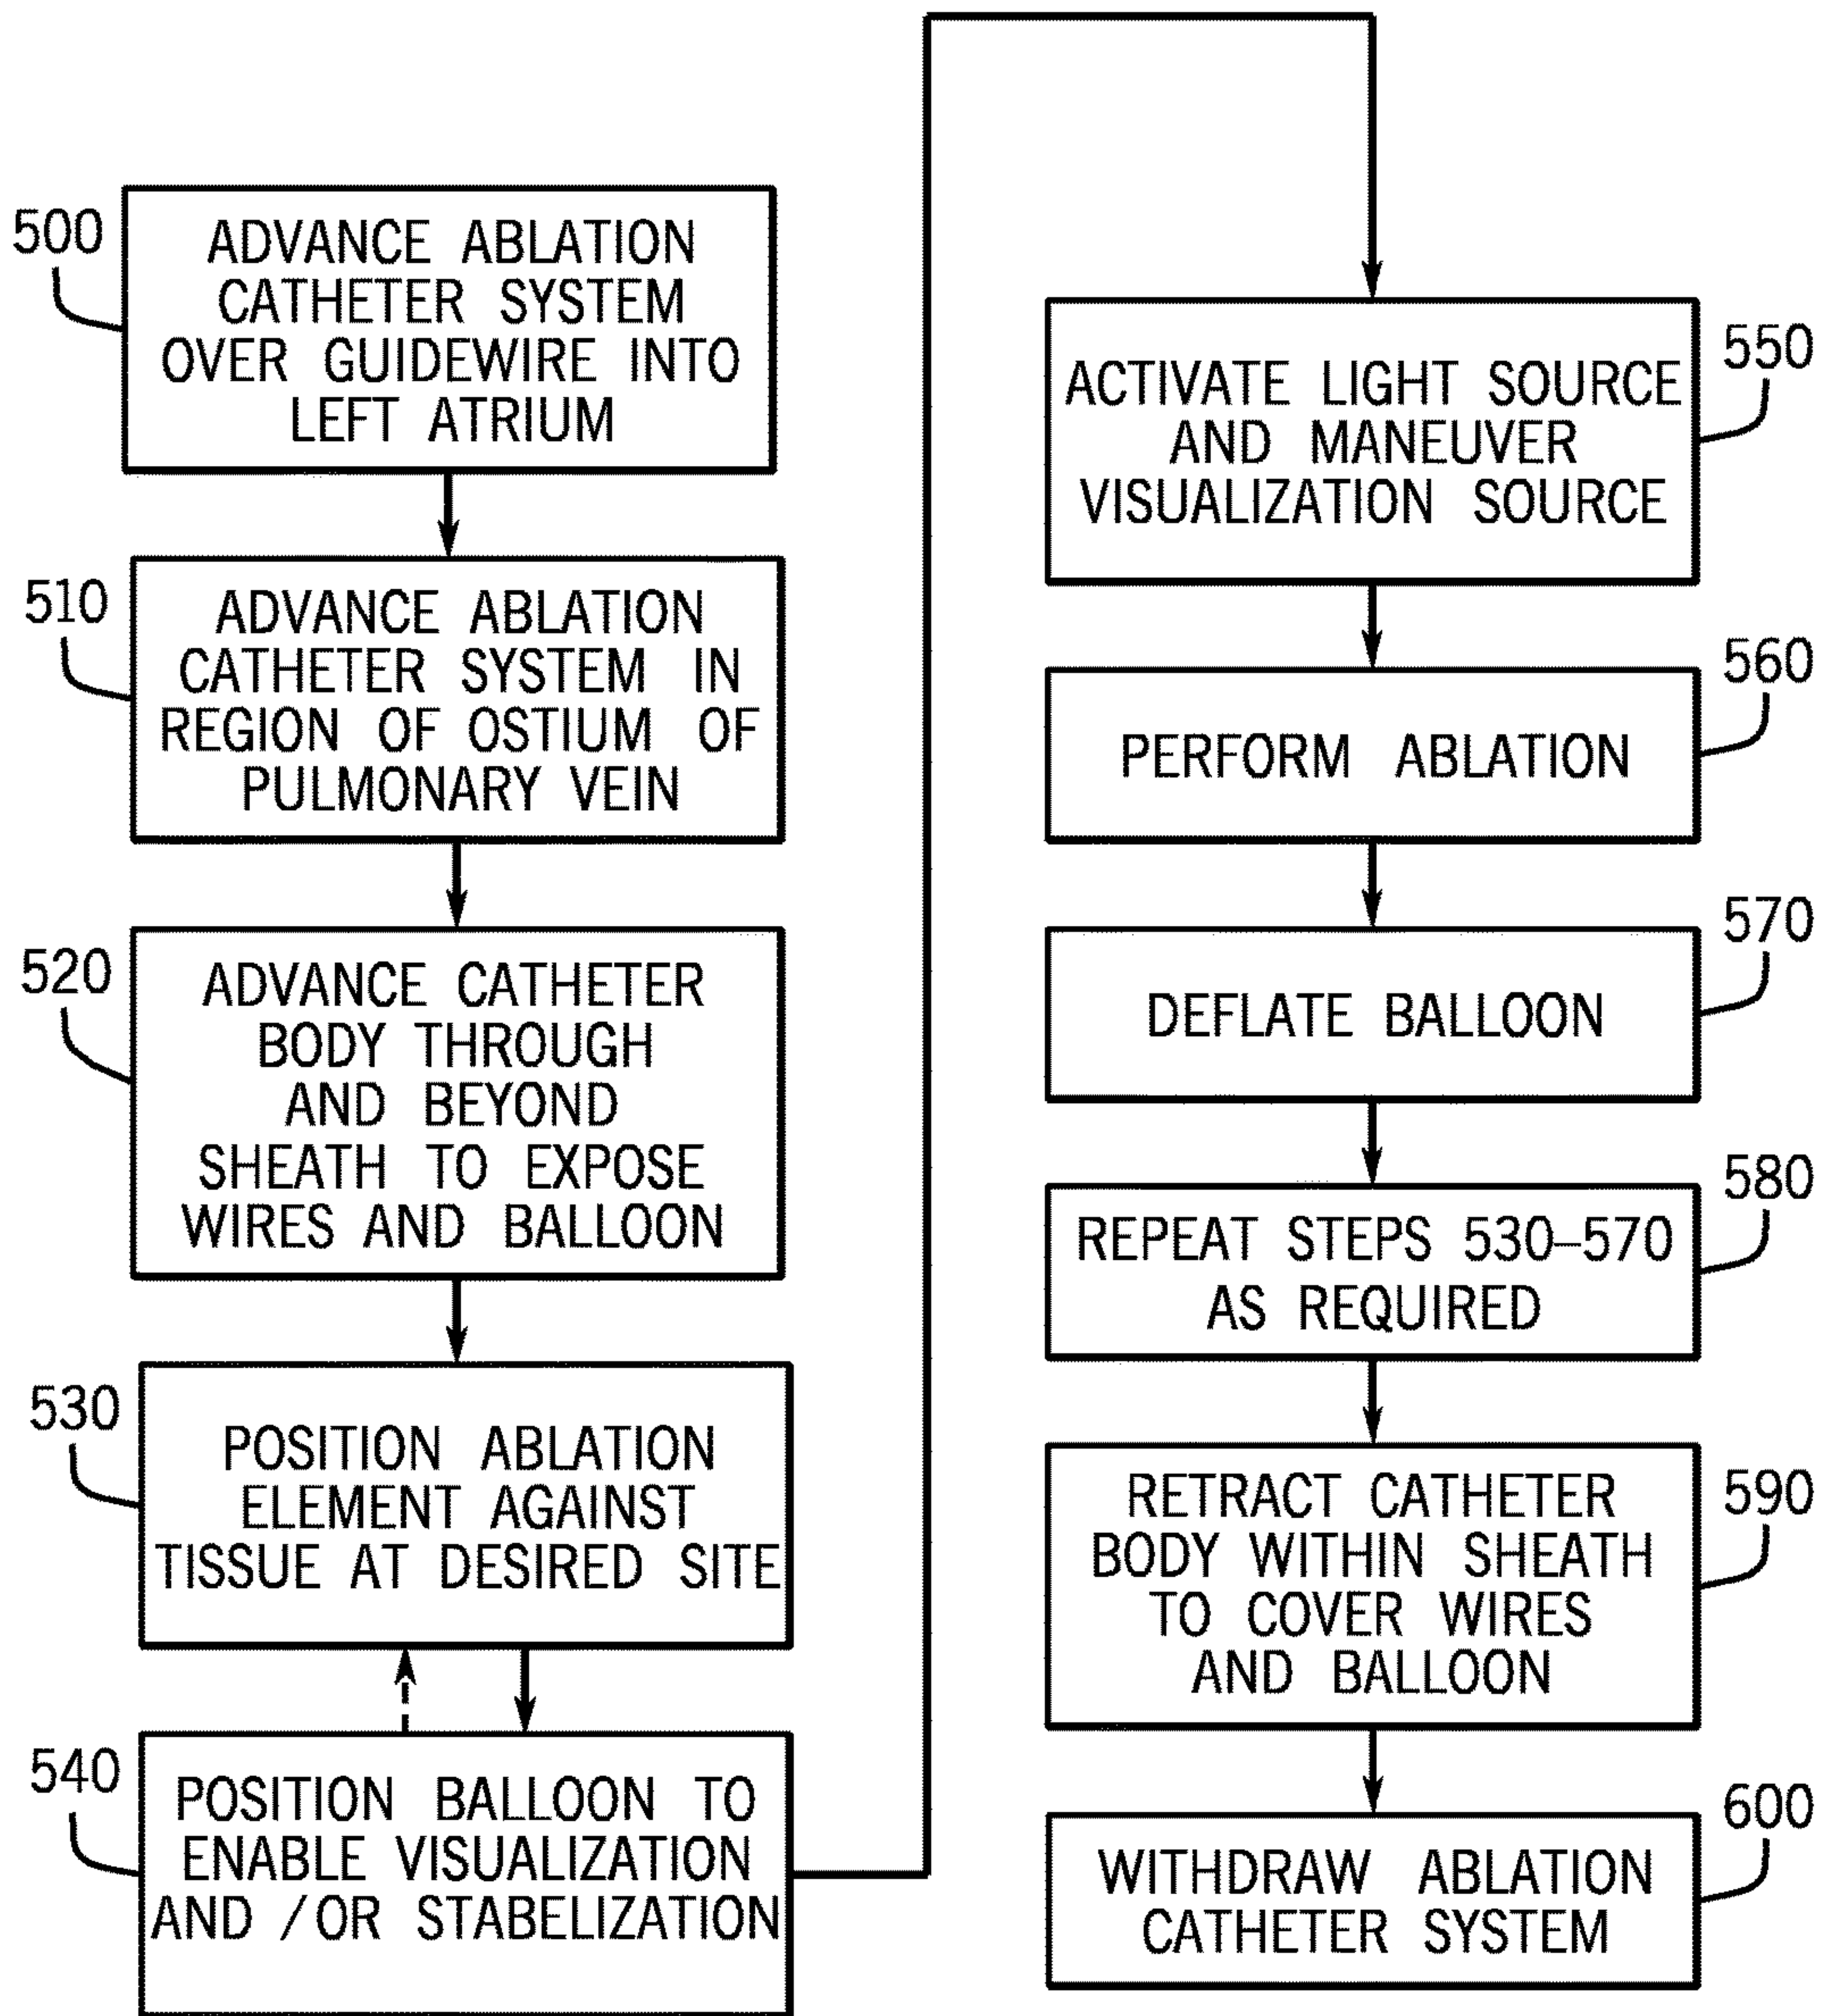 500
ADVANCE ABLATION
CATHETER SYSTEM
OVER GUIDEWIRE INTO
LEFT ATRIUM
510
ADVANCE ABLATION
CATHETER SYSTEM IN
REGION OF OSTIUM OF
PULMONARY VEIN
520
ADVANCE CATHETER
BODY THROUGH
AND BEYOND
SHEATH TO EXPOSE
WIRES AND BALLOON
530
POSITION ABLATION
ELEMENT AGAINST
TISSUE AT DESIRED SITE
540
POSITION BALLOON TO
ENABLE VISUALIZATION
AND /OR STABELIZATION
550
ACTIVATE LIGHT SOURCE
AND MANEUVER
VISUALIZATION SOURCE
560
PERFORM ABLATION
570
DEFLATE BALLOON
580
REPEAT STEPS 530–570
AS REQUIRED
590
RETRACT CATHETER
BODY WITHIN SHEATH
TO COVER WIRES
AND BALLOON
600
WITHDRAW ABLATION
CATHETER SYSTEM